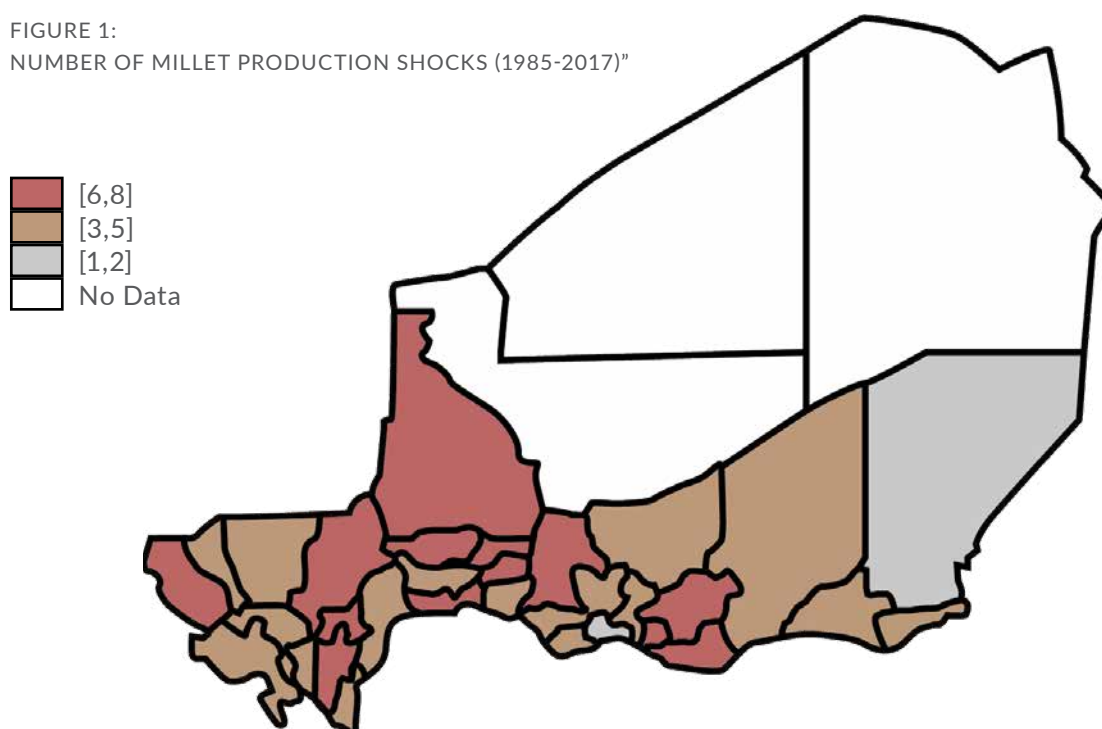 FIGURE 1:
NUMBER OF MILLET PRODUCTION SHOCKS (1985-2017)”
[6,8]
[3,5]
[1,2]
No Data